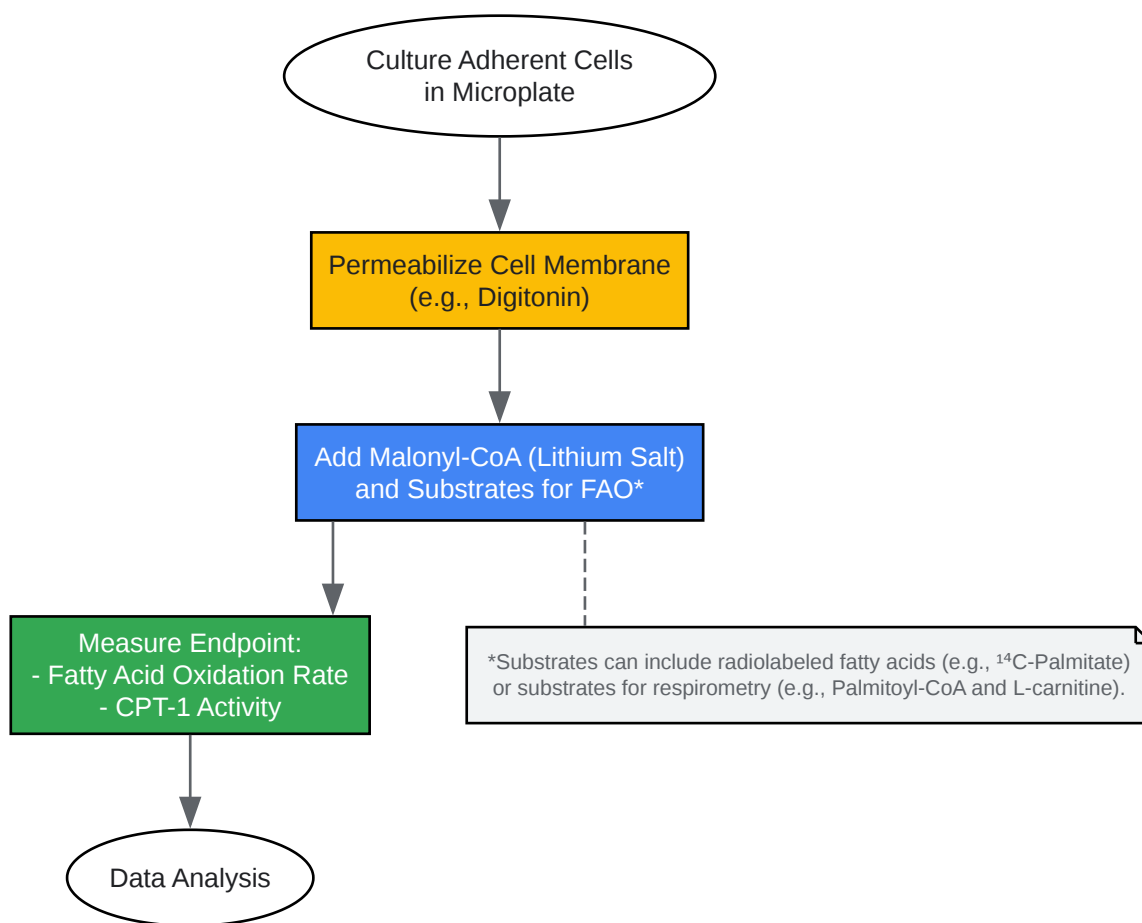 Culture Adherent Cells
in Microplate
Permeabilize Cell Membrane
(e.g., Digitonin)
Add Malonyl-CoA (Lithium Salt)
and Substrates for FAO*
Measure Endpoint:
- Fatty Acid Oxidation Rate
- CPT-1 Activity
*Substrates can include radiolabeled fatty acids (e.g., ¹⁴C-Palmitate)
or substrates for respirometry (e.g., Palmitoyl-CoA and L-carnitine).
Data Analysis